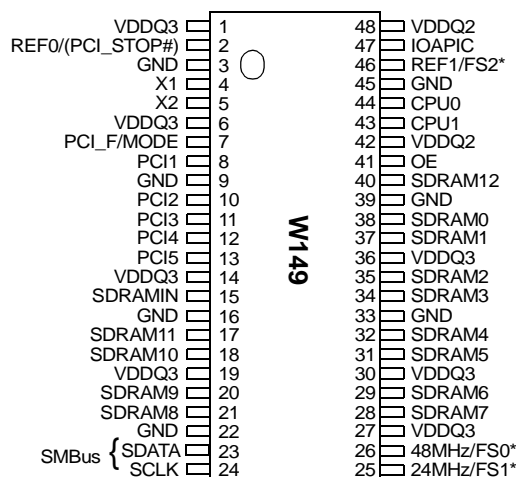 VDDQ3 1 48 VDDQ2
REF0/(PCI_STOP#) 2 47 IOAPIC
GND 3 46 REF1/FS2*
X1 4 45 GND
X2 5 44 CPU0
VDDQ3 6 43 CPU1
PCI_F/MODE 7 42 VDDQ2
PCI1 8 41 OE
GND 9 40 SDRAM12
PCI2 10 39 GND
PCI3 11 38 SDRAM0
PCI4 12 37 SDRAM1
PCI5 13 36 VDDQ3
VDDQ3 14 35 SDRAM2
SDRAMIN 15 34 SDRAM3
GND 16 33 GND
SDRAM11 17 32 SDRAM4
SDRAM10 18 31 SDRAM5
VDDQ3 19 30 VDDQ3
SDRAM9 20 29 SDRAM6
SDRAM8 21 28 SDRAM7
GND 22 27 VDDQ3
SMBus { SDATA 23 26 48MHz/FS0*
SCLK 24 25 24MHz/FS1*
W149